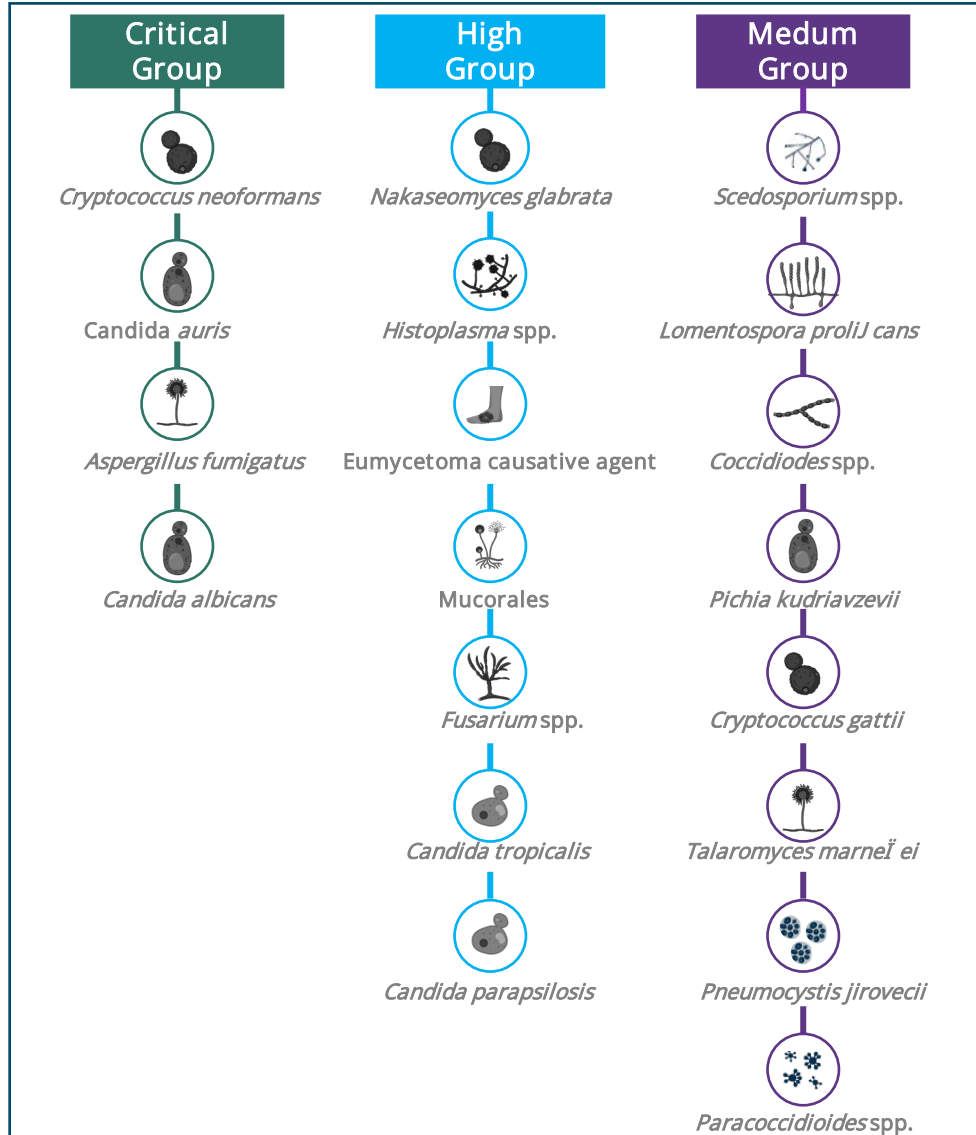 Critical
Group
Cryptococcus neoformans
Candida auris
Aspergillus fumigatus
Candida albicans
High
Group
Nakaseomyces glabrata
Histoplasma spp.
Eumycetoma causative agent
Mucorales
Fusarium spp.
Candida tropicalis
Candida parapsilosis
Medum
Group
Scedosporium spp.
Lomentospora proliJ cans
Coccidiodes spp.
Pichia kudriavzevii
Cryptococcus gattii
Talaromyces marneÏ ei
Pneumocystis jirovecii
Paracoccidioides spp.